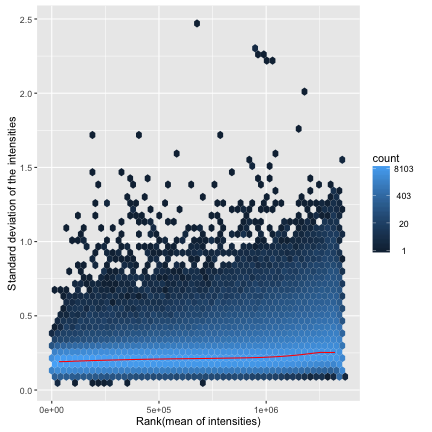 2.5
2.0
1.5
1.0
0.5
0.0
Standard deviation of the intensities
0e+00
5e+05
1e+06
Rank(mean of intensities)
count
8103
403
20
1